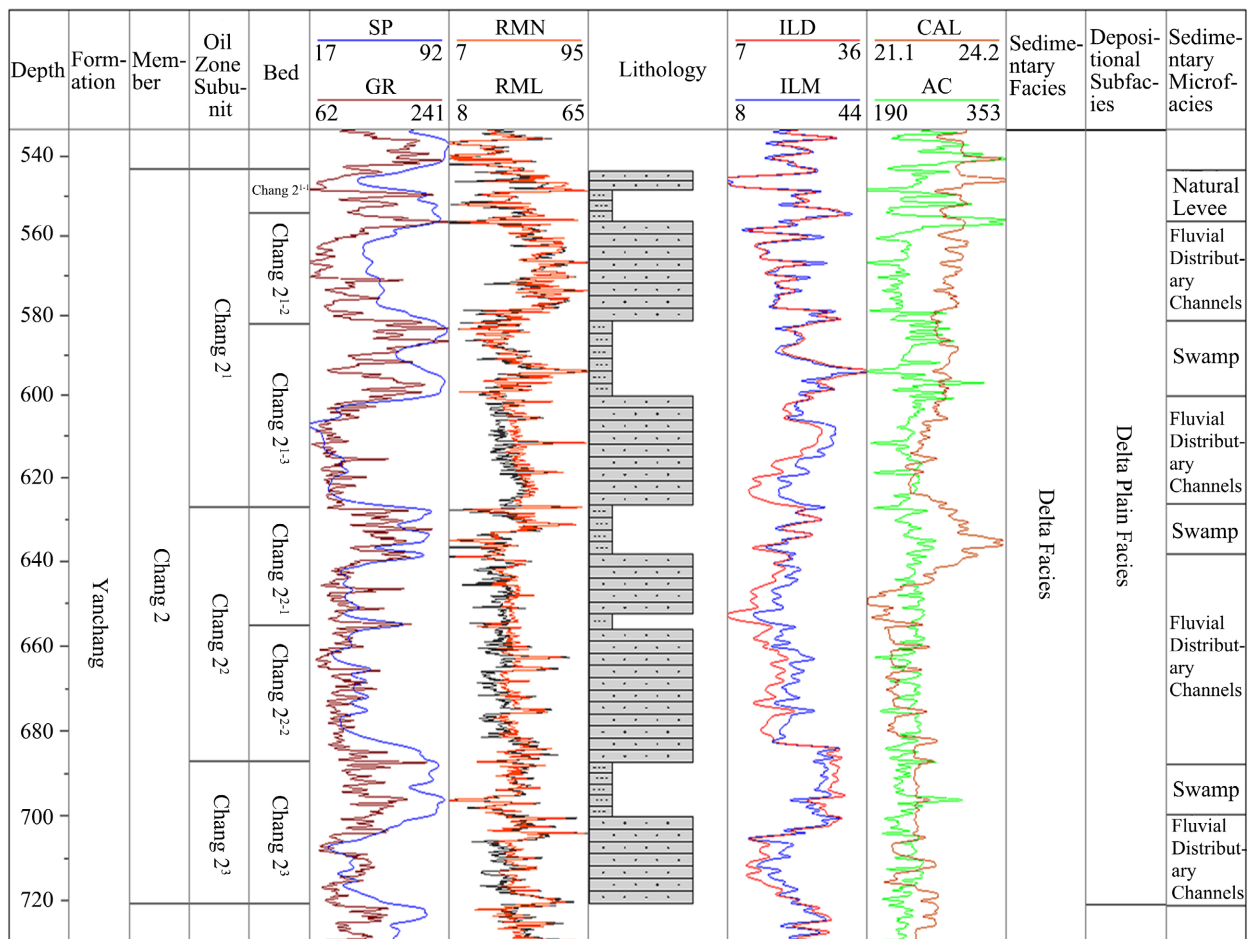 Depth
Form-
ation
Mem-
ber
Oil
Zone
Subu-
nit
Bed
SP
17 92
GR
62 241
RMN
7 95
RML
8 65
Lithology
ILD
7 36
ILM
8 44
CAL
21.1 24.2
AC
190 353
Sedime-
ntary
Facies
Depos-
itional
Subfac-
ies
Sedime-
ntary
Microf-
acies
540
560
580
600
620
640
660
680
700
720
Yanchang
Chang 2
Chang 2¹
Chang 2²
Chang 2³
Chang 2¹⁻¹
Chang 2¹⁻²
Chang 2¹⁻³
Chang 2²⁻¹
Chang 2²⁻²
Chang 2³
Delta Facies
Delta Plain Facies
Natural
Levee
Fluvial
Distribut-
ary
Channels
Swamp
Fluvial
Distribut-
ary
Channels
Swamp
Fluvial
Distribut-
ary
Channels
Swamp
Fluvial
Distribut-
ary
Channels